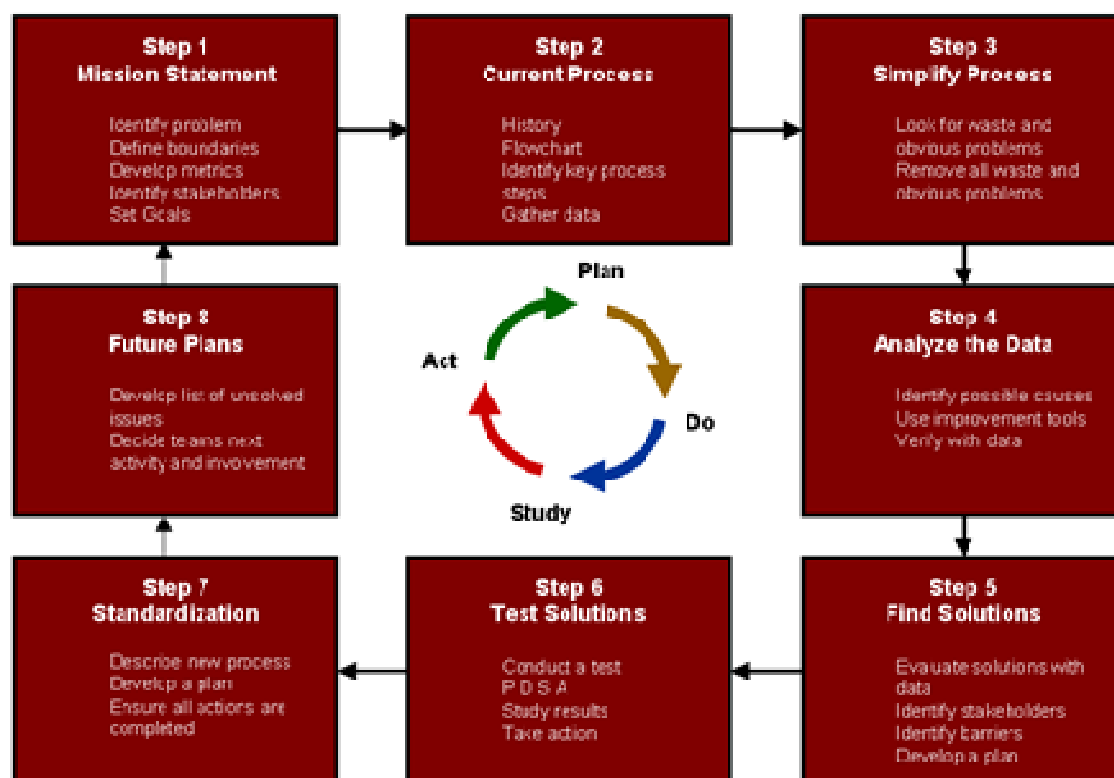 Step 1
Mission Statement
Identify problem
Define boundaries
Develop metrics
Identify stakeholders
Set Goals
Step 2
Current Process
History
Flowchart
Identify key process
steps
Gather data
Step 3
Simplify Process
Look for waste and
obvious problems
Remove all waste and
obvious problems
Step 8
Future Plans
Develop list of unsolved
issues
Decide teams next
activity and involvement
Plan
Act
Do
Study
Step 4
Analyze the Data
Identify possible causes
Use improvement tools
Verify with data
Step 7
Standardization
Describe new process
Develop a plan
Ensure all actions are
completed
Step 6
Test Solutions
Conduct a test
P D S A
Study results
Take action
Step 5
Find Solutions
Evaluate solutions with
data
Identify stakeholders
Identify barriers
Develop a plan